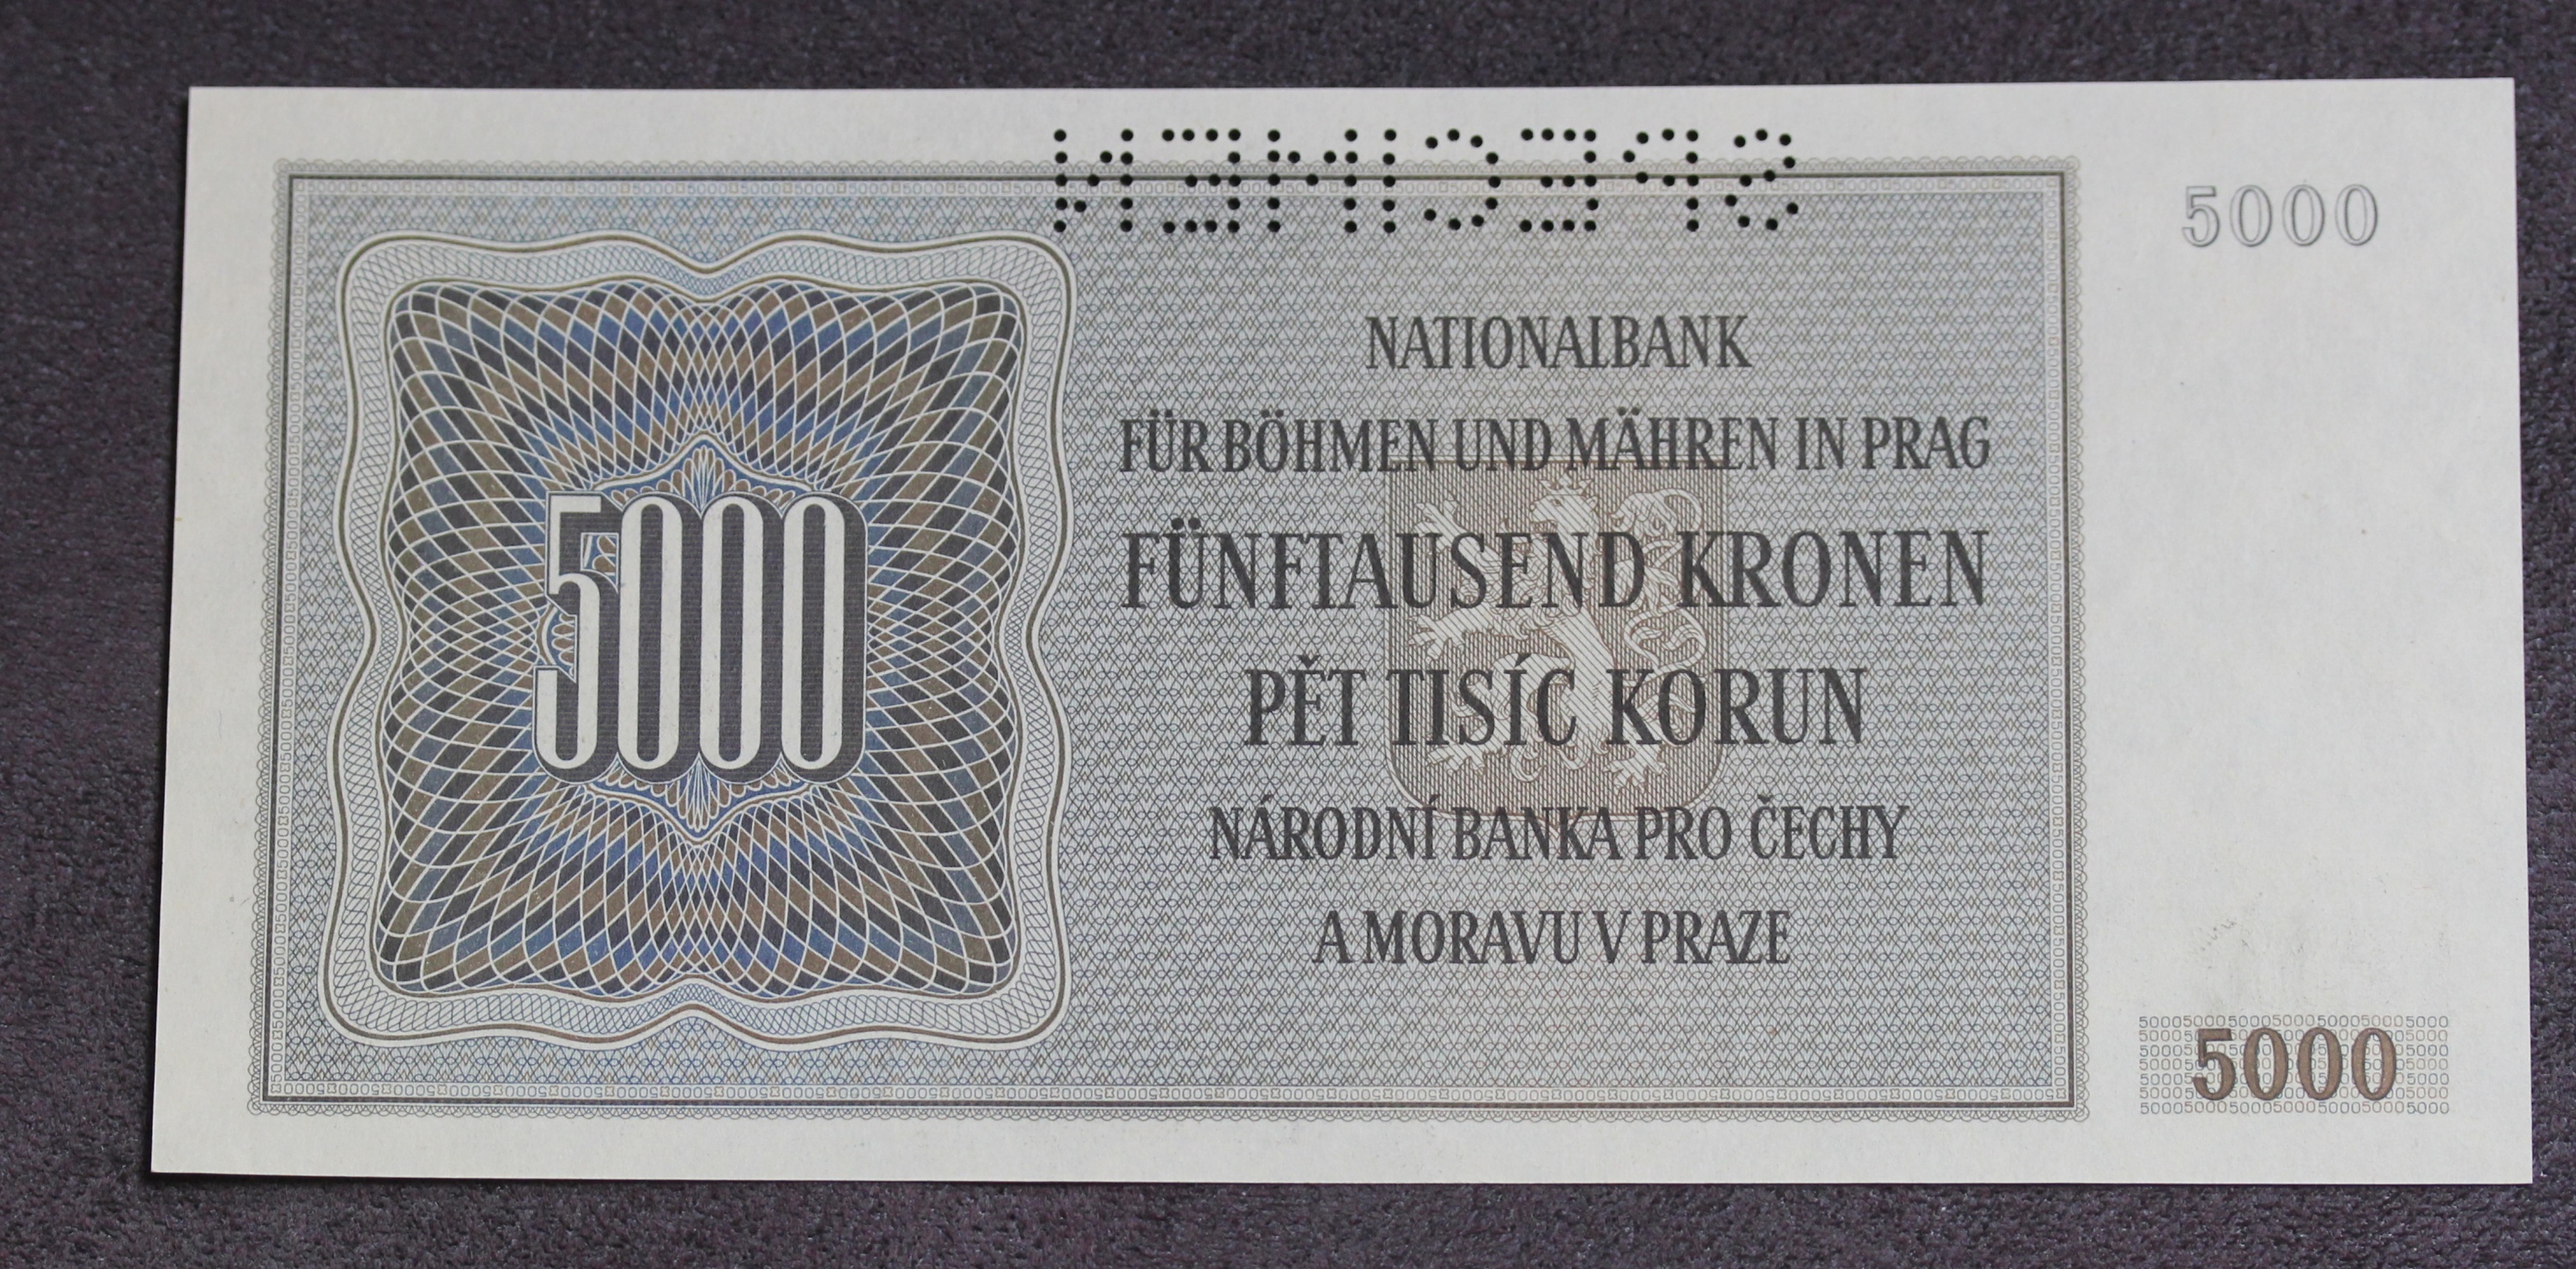 SPECIMEN
5000
NATIONALBANK
FÜR BÖHMEN UND MÄHREN IN PRAG
FÜNFTAUSEND KRONEN
5000
PĚT TISÍC KORUN
NÁRODNÍ BANKA PRO ČECHY
A MORAVU V PRAZE
5000